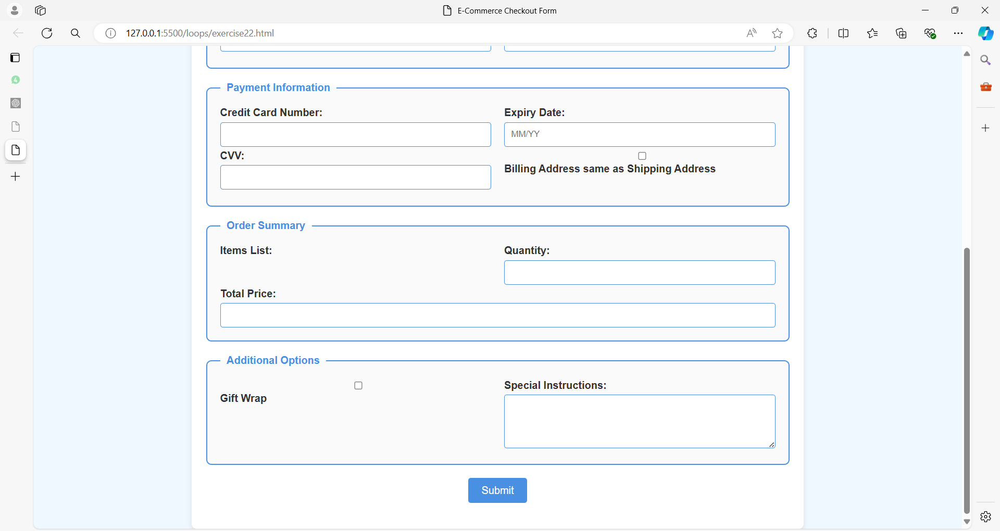 E-Commerce Checkout Form
127.0.0.1:5500/loops/exercise22.html
Payment Information
Credit Card Number:
Expiry Date:
MM/YY
CVV:
Billing Address same as Shipping Address
Order Summary
Items List:
Quantity:
Total Price:
Additional Options
Special Instructions:
Gift Wrap
Submit